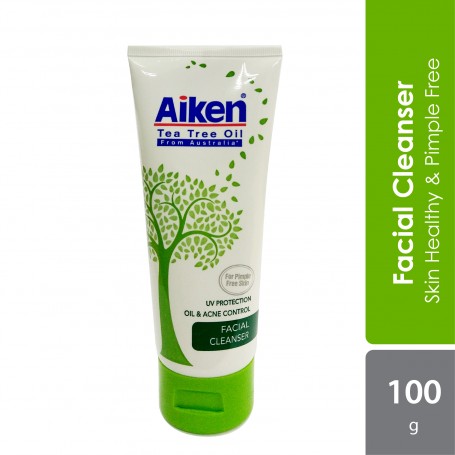 Aiken®
Tea Tree Oil
From Australia*
For Pimple
Free Skin
UV PROTECTION
OIL & ACNE CONTROL
FACIAL
CLEANSER
Facial Cleanser
Skin Healthy & Pimple Free
100
g